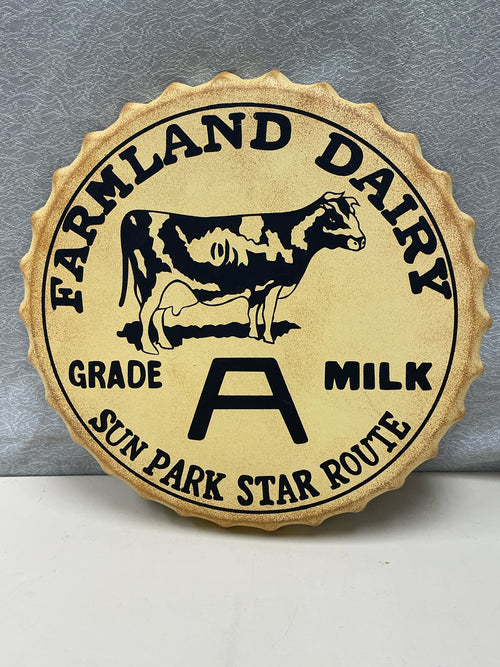 FARMLAND DAIRY
GRADE A MILK
SUN PARK STAR ROUTE